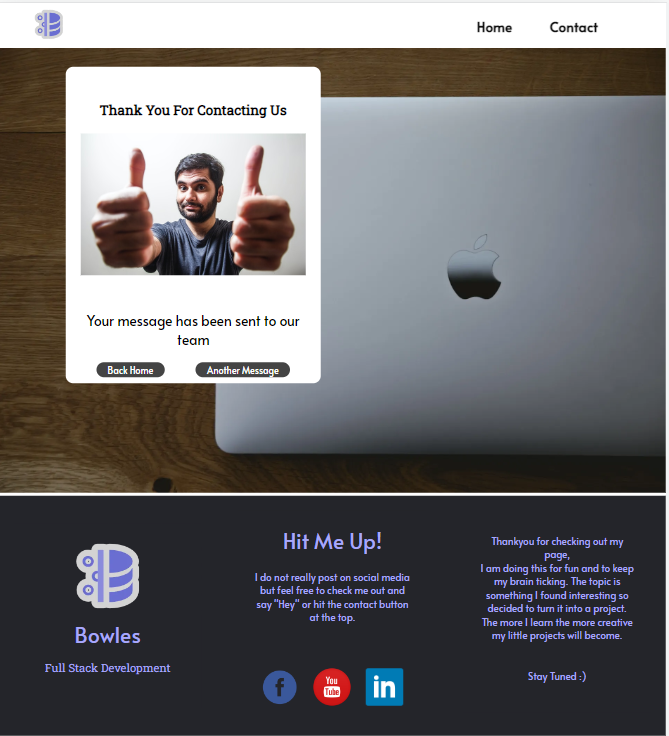 Home Contact
Thank You For Contacting Us
Your message has been sent to our
team
Back Home Another Message
Bowles
Full Stack Development
Hit Me Up!
I do not really post on social media
but feel free to check me out and
say "Hey" or hit the contact button
at the top.
f
You
Tube
in
Thankyou for checking out my
page,
I am doing this for fun and to keep
my brain ticking. The topic is
something I found interesting so
decided to turn it into a project.
The more I learn the more creative
my little projects will become.
Stay Tuned :)